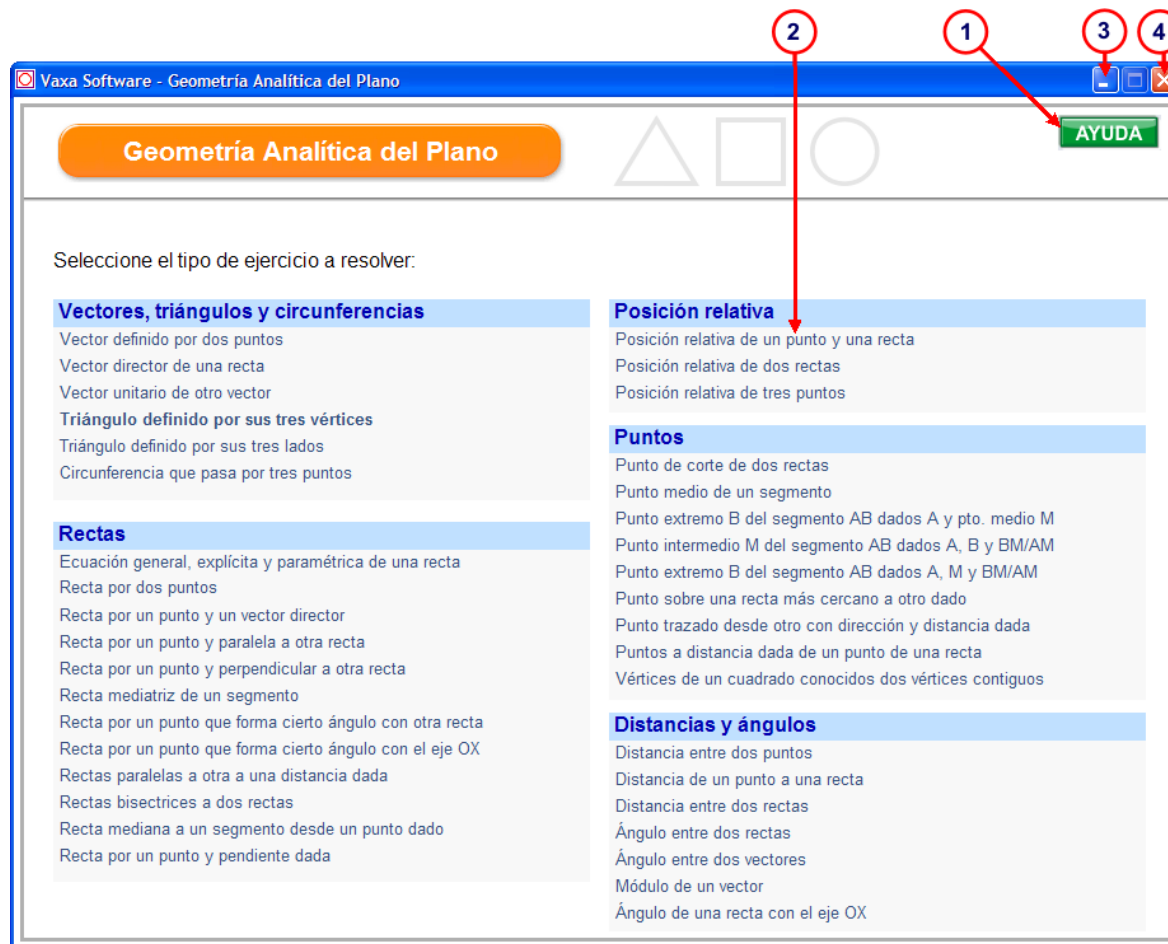 2 1 3 4
Vaxa Software - Geometría Analítica del Plano
Geometría Analítica del Plano
AYUDA
Seleccione el tipo de ejercicio a resolver:
Vectores, triángulos y circunferencias
Vector definido por dos puntos
Vector director de una recta
Vector unitario de otro vector
Triángulo definido por sus tres vértices
Triángulo definido por sus tres lados
Circunferencia que pasa por tres puntos
Rectas
Ecuación general, explícita y paramétrica de una recta
Recta por dos puntos
Recta por un punto y un vector director
Recta por un punto y paralela a otra recta
Recta por un punto y perpendicular a otra recta
Recta mediatriz de un segmento
Recta por un punto que forma cierto ángulo con otra recta
Recta por un punto que forma cierto ángulo con el eje OX
Rectas paralelas a otra a una distancia dada
Rectas bisectrices a dos rectas
Recta mediana a un segmento desde un punto dado
Recta por un punto y pendiente dada
Posición relativa
Posición relativa de un punto y una recta
Posición relativa de dos rectas
Posición relativa de tres puntos
Puntos
Punto de corte de dos rectas
Punto medio de un segmento
Punto extremo B del segmento AB dados A y pto. medio M
Punto intermedio M del segmento AB dados A, B y BM/AM
Punto extremo B del segmento AB dados A, M y BM/AM
Punto sobre una recta más cercano a otro dado
Punto trazado desde otro con dirección y distancia dada
Puntos a distancia dada de un punto de una recta
Vértices de un cuadrado conocidos dos vértices contiguos
Distancias y ángulos
Distancia entre dos puntos
Distancia de un punto a una recta
Distancia entre dos rectas
Ángulo entre dos rectas
Ángulo entre dos vectores
Módulo de un vector
Ángulo de una recta con el eje OX